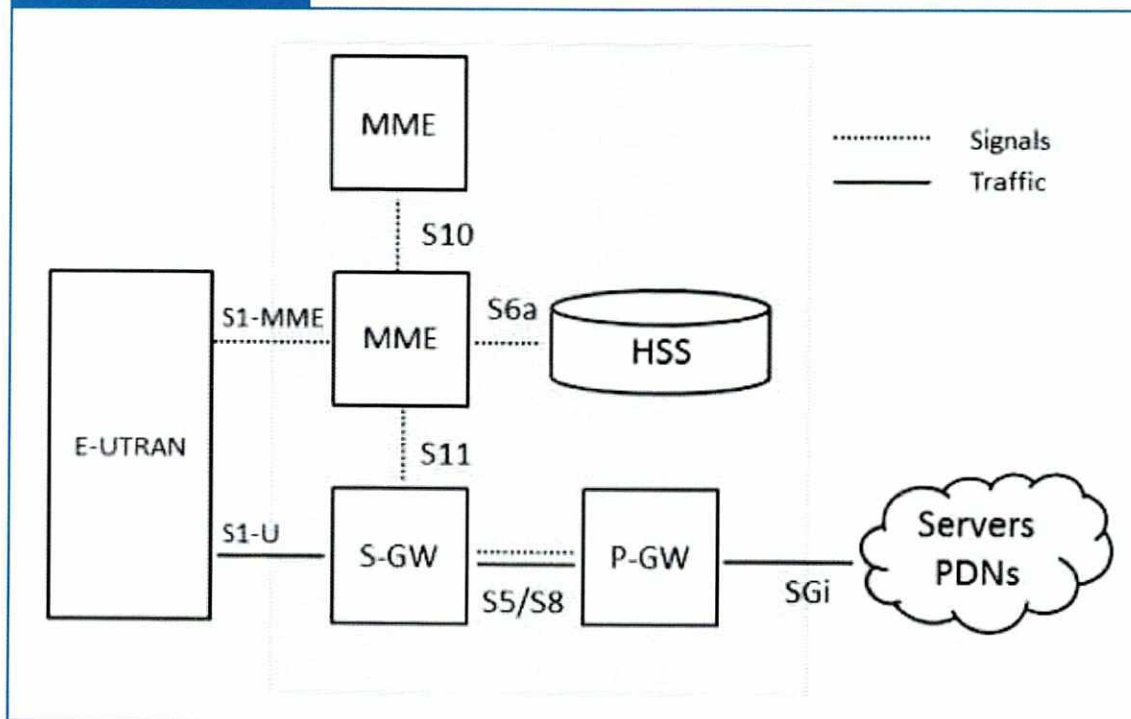 MME
Signals
Traffic
S10
S1-MME
MME
S6a
HSS
E-UTRAN
S11
S1-U
S-GW
S5/S8
P-GW
SGi
Servers
PDNs